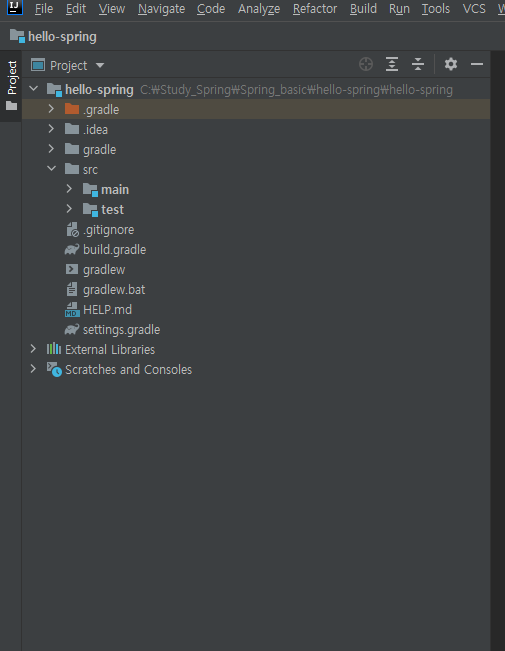 IJ File Edit View Navigate Code Analyze Refactor Build Run Tools VCS W
hello-spring
Project
Project
hello-spring C:₩Study_Spring₩Spring_basic₩hello-spring₩hello-spring
.gradle
.idea
gradle
src
main
test
.gitignore
build.gradle
gradlew
gradlew.bat
MD HELP.md
settings.gradle
External Libraries
Scratches and Consoles